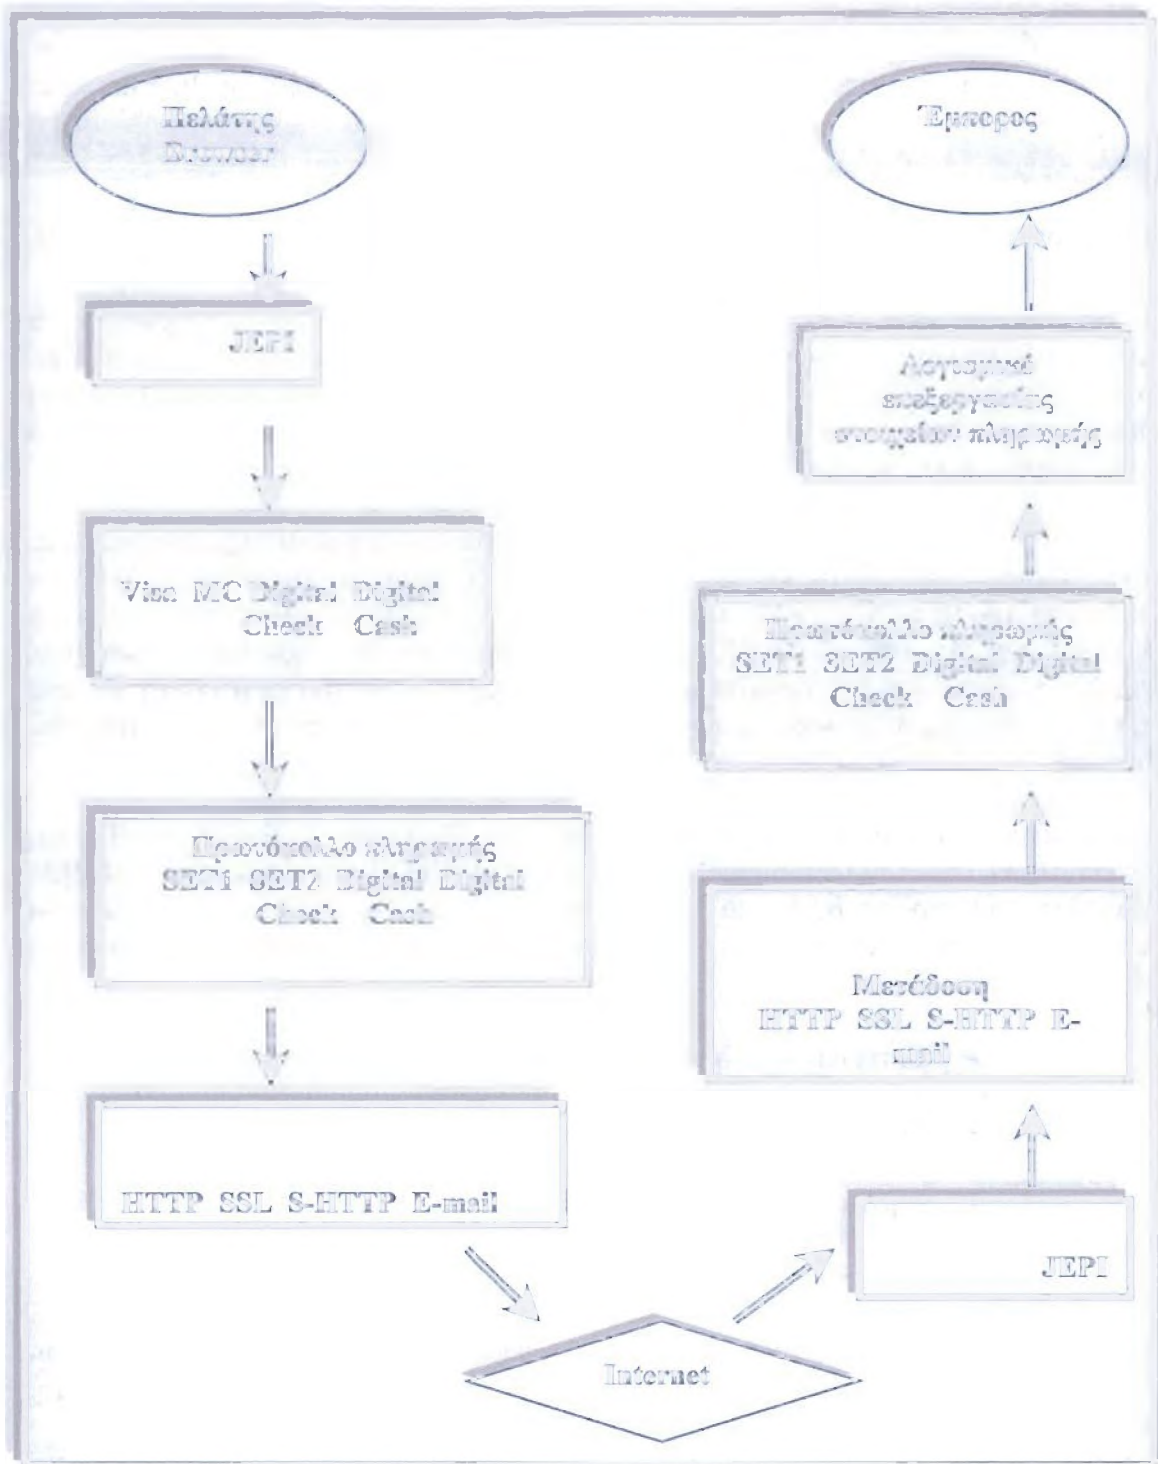 Πελάτης
Browser
JEPI
Visa MC Digital Digital
Check Cash
Πρωτόκολλο πληρωμής
SET1 SET2 Digital Digital
Check Cash
HTTP SSL S-HTTP E-mail
Internet
JEPI
Μετάδοση
HTTP SSL S-HTTP E-
mail
Πρωτόκολλο πληρωμής
SET1 SET2 Digital Digital
Check Cash
Λογισμικό
επεξεργασίας
στοιχείων πληρωμής
Έμπορος